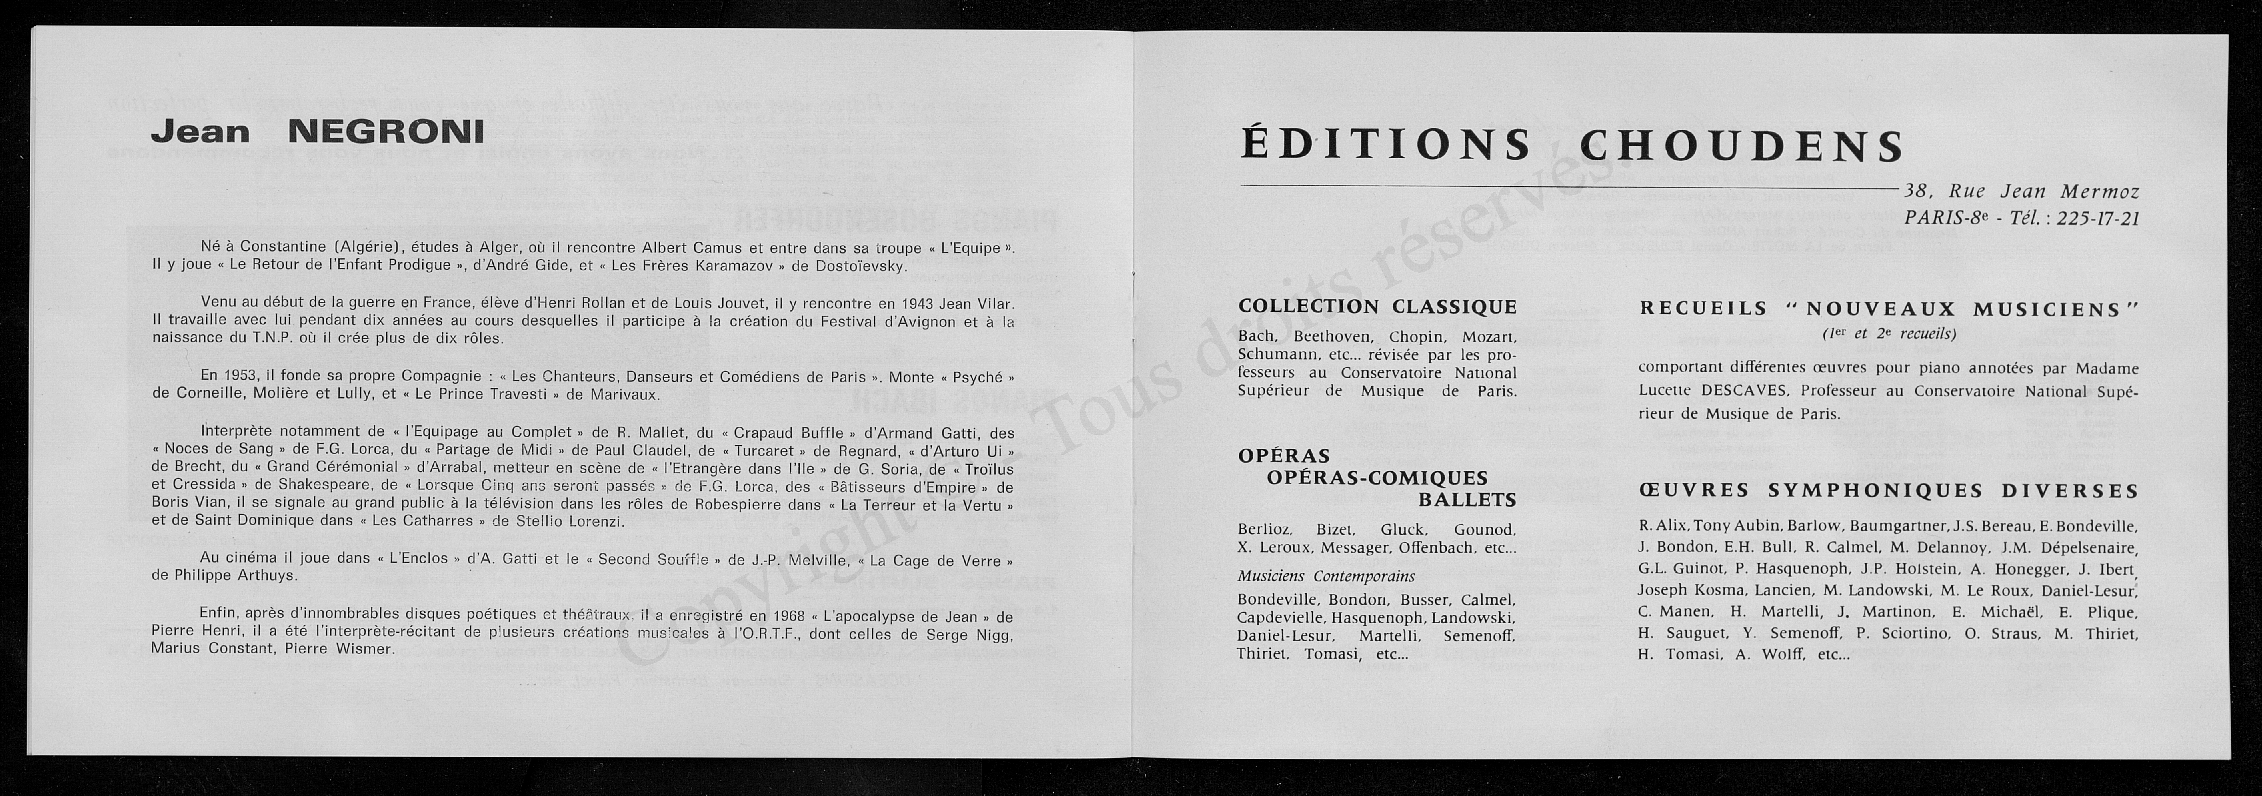 Jean NEGRONI
Né à Constantine (Algérie), études à Alger, où il rencontre Albert Camus et entre dans sa troupe « L'Equipe ».
Il y joue « Le Retour de l'Enfant Prodigue », d'André Gide, et « Les Frères Karamazov » de Dostoïevsky.
Venu au début de la guerre en France, élève d'Henri Rollan et de Louis Jouvet, il y rencontre en 1943 Jean Vilar.
Il travaille avec lui pendant dix années au cours desquelles il participe à la création du Festival d'Avignon et à la
naissance du T.N.P. où il crée plus de dix rôles.
En 1953, il fonde sa propre Compagnie : « Les Chanteurs, Danseurs et Comédiens de Paris ». Monte « Psyché »
de Corneille, Molière et Lully, et « Le Prince Travesti » de Marivaux.
Interprète notamment de « l'Equipage au Complet » de R. Mallet, du « Crapaud Buffle » d'Armand Gatti, des
« Noces de Sang » de F.G. Lorca, du « Partage de Midi » de Paul Claudel, de « Turcaret » de Regnard, « d'Arturo Ui »
de Brecht, du « Grand Cérémonial » d'Arrabal, metteur en scène de « l'Etrangère dans l'Ile » de G. Soria, de « Troïlus
et Cressida » de Shakespeare, de « Lorsque Cinq ans seront passés » de F.G. Lorca, des « Bâtisseurs d'Empire » de
Boris Vian, il se signale au grand public à la télévision dans les rôles de Robespierre dans « La Terreur et la Vertu »
et de Saint Dominique dans « Les Catharres » de Stellio Lorenzi.
Au cinéma il joue dans « L'Enclos » d'A. Gatti et le « Second Souffle » de J.-P. Melville, « La Cage de Verre »
de Philippe Arthuys.
Enfin, après d'innombrables disques poétiques et théâtraux, il a enregistré en 1968 « L'apocalypse de Jean » de
Pierre Henri, il a été l'interprète-récitant de plusieurs créations musicales à l'O.R.T.F., dont celles de Serge Nigg,
Marius Constant, Pierre Wismer.
ÉDITIONS CHOUDENS
38, Rue Jean Mermoz
PARIS-8e - Tél. : 225-17-21
COLLECTION CLASSIQUE
Bach, Beethoven, Chopin, Mozart,
Schumann, etc... révisée par les pro-
fesseurs au Conservatoire National
Supérieur de Musique de Paris.
OPÉRAS
OPÉRAS-COMIQUES
BALLETS
Berlioz, Bizet, Gluck, Gounod,
X. Leroux, Messager, Offenbach, etc...
Musiciens Contemporains
Bondeville, Bondon, Busser, Calmel,
Capdevielle, Hasquenoph, Landowski,
Daniel-Lesur, Martelli, Semenoff,
Thiriet, Tomasi, etc...
RECUEILS “ NOUVEAUX MUSICIENS ”
(1er et 2e recueils)
comportant différentes œuvres pour piano annotées par Madame
Lucette DESCAVES, Professeur au Conservatoire National Supé-
rieur de Musique de Paris.
ŒUVRES SYMPHONIQUES DIVERSES
R. Alix, Tony Aubin, Barlow, Baumgartner, J.S. Bereau, E. Bondeville,
J. Bondon, E.H. Bull, R. Calmel, M. Delannoy, J.M. Dépelsenaire,
G.L. Guinot, P. Hasquenoph, J.P. Holstein, A. Honegger, J. Ibert,
Joseph Kosma, Lancien, M. Landowski, M. Le Roux, Daniel-Lesur,
C. Manen, H. Martelli, J. Martinon, E. Michaël, E. Plique,
H. Sauguet, Y. Semenoff, P. Sciortino, O. Straus, M. Thiriet,
H. Tomasi, A. Wolff, etc...
Copyright - Tous droits réservés.